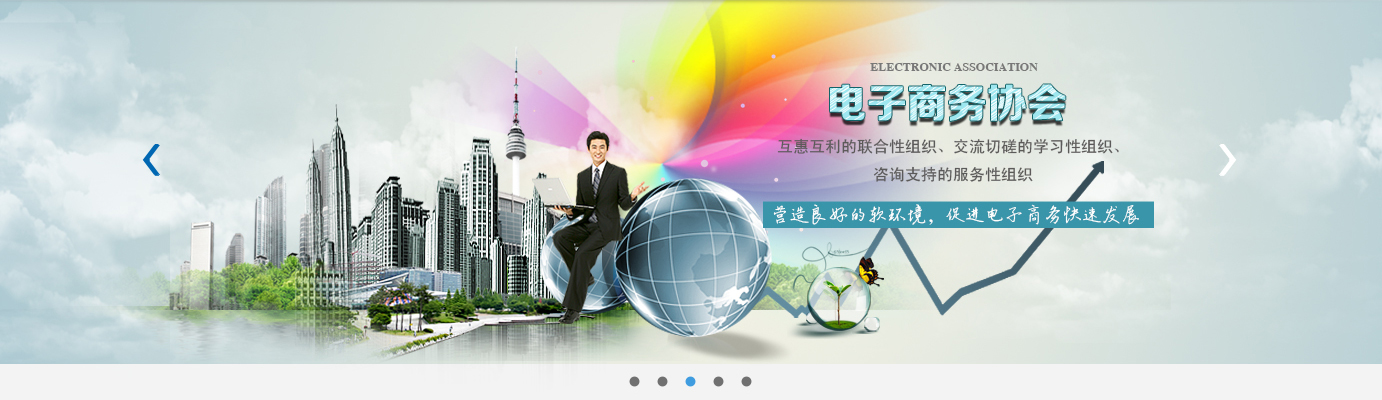 ELECTRONIC ASSOCIATION
电子商务协会
互惠互利的联合性组织、交流切磋的学习性组织、
咨询支持的服务性组织
营造良好的软环境，促进电子商务快速发展